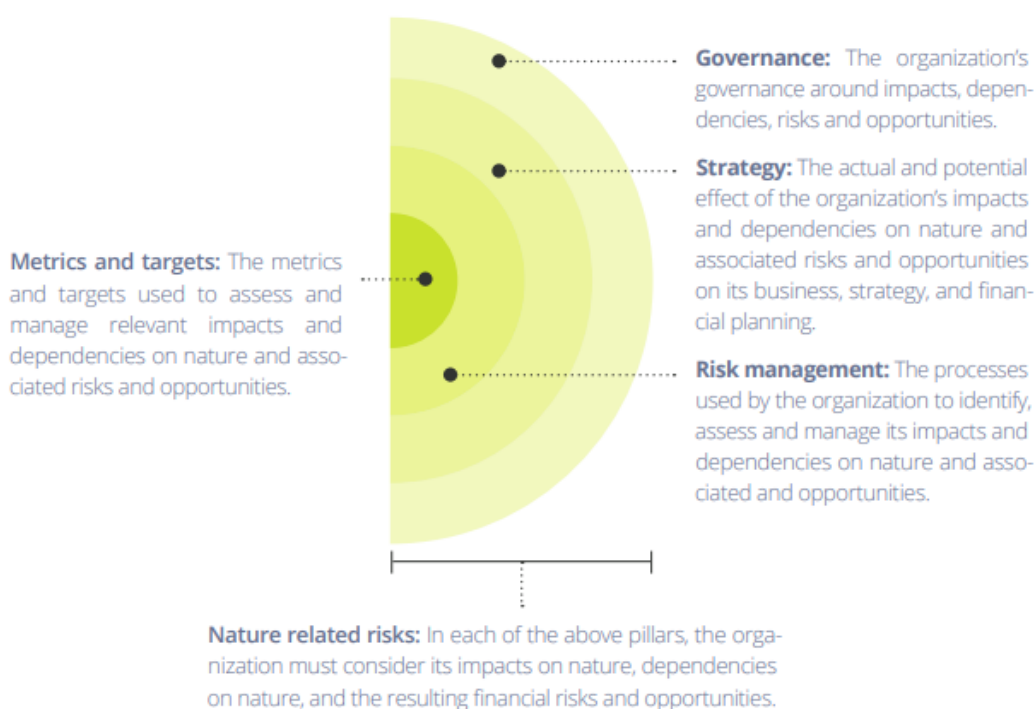 Governance: The organization's
governance around impacts, depen-
dencies, risks and opportunities.
Strategy: The actual and potential
effect of the organization's impacts
and dependencies on nature and
associated risks and opportunities
on its business, strategy, and finan-
cial planning.
Metrics and targets: The metrics
and targets used to assess and
manage relevant impacts and
dependencies on nature and asso-
ciated risks and opportunities.
Risk management: The processes
used by the organization to identify,
assess and manage its impacts and
dependencies on nature and asso-
ciated and opportunities.
Nature related risks: In each of the above pillars, the orga-
nization must consider its impacts on nature, dependencies
on nature, and the resulting financial risks and opportunities.